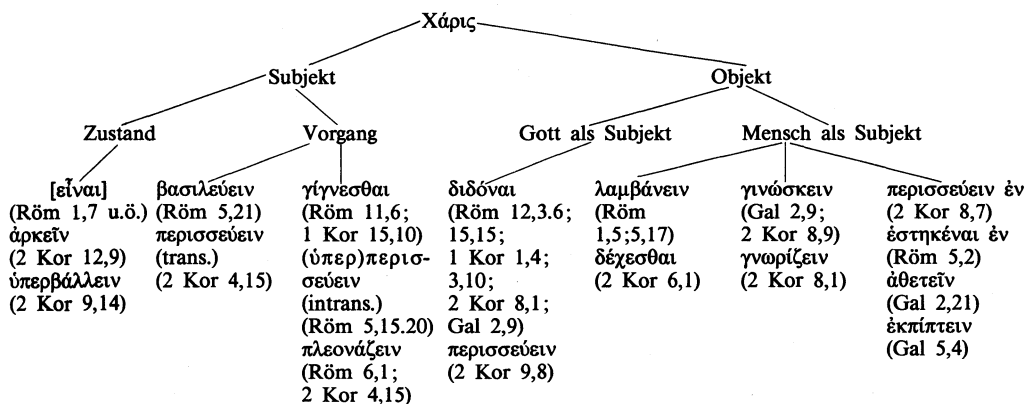 Χάρις
Subjekt
Objekt
Zustand
Vorgang
Gott als Subjekt
Mensch als Subjekt
[εἶναι]
(Röm 1,7 u.ö.)
ἀρκεῖν
(2 Kor 12,9)
ὑπερβάλλειν
(2 Kor 9,14)
βασιλεύειν
(Röm 5,21)
περισσεύειν
(trans.)
(2 Kor 4,15)
γίγνεσθαι
(Röm 11,6;
1 Kor 15,10)
(ὑπερ)περισ-
σεύειν
(intrans.)
(Röm 5,15.20)
πλεονάζειν
(Röm 6,1;
2 Kor 4,15)
διδόναι
(Röm 12,3.6;
15,15;
1 Kor 1,4;
3,10;
2 Kor 8,1;
Gal 2,9)
περισσεύειν
(2 Kor 9,8)
λαμβάνειν
(Röm
1,5;5,17)
δέχεσθαι
(2 Kor 6,1)
γινώσκειν
(Gal 2,9;
2 Kor 8,9)
γνωρίζειν
(2 Kor 8,1)
περισσεύειν ἐν
(2 Kor 8,7)
ἑστηκέναι ἐν
(Röm 5,2)
ἀθετεῖν
(Gal 2,21)
ἐκπίπτειν
(Gal 5,4)